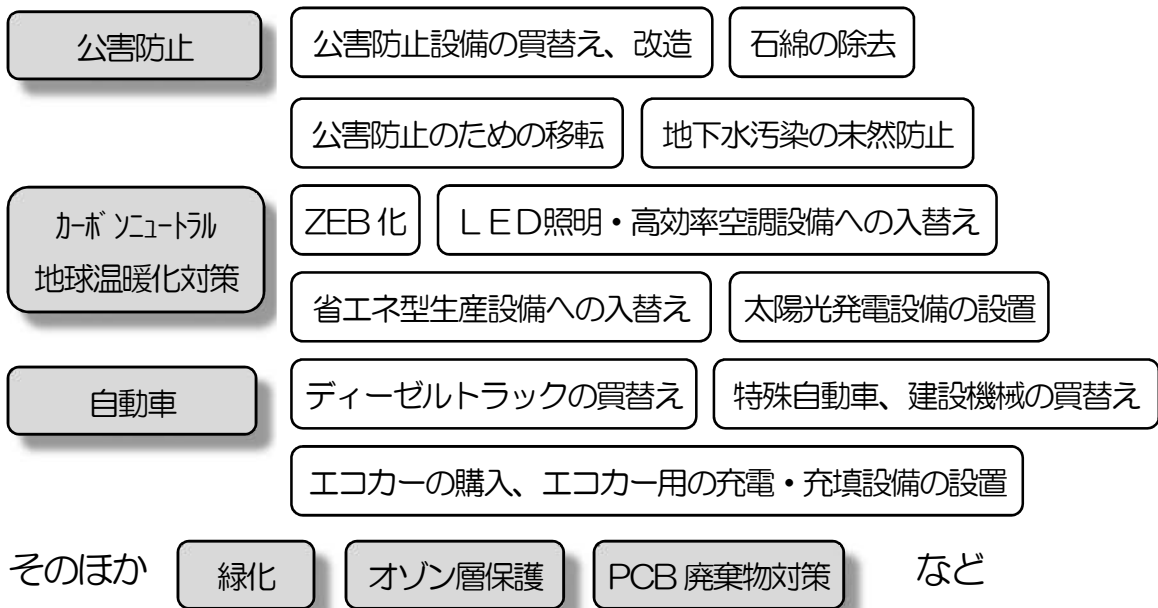 公害防止 公害防止設備の買替え、改造 石綿の除去
公害防止のための移転 地下水汚染の未然防止
ｶｰﾎﾞﾝﾆｭｰﾄﾗﾙ
地球温暖化対策
ZEB化 ＬＥＤ照明・高効率空調設備への入替え
省エネ型生産設備への入替え 太陽光発電設備の設置
自動車 ディーゼルトラックの買替え 特殊自動車、建設機械の買替え
エコカーの購入、エコカー用の充電・充填設備の設置
そのほか 緑化 オゾン層保護 PCB廃棄物対策 など